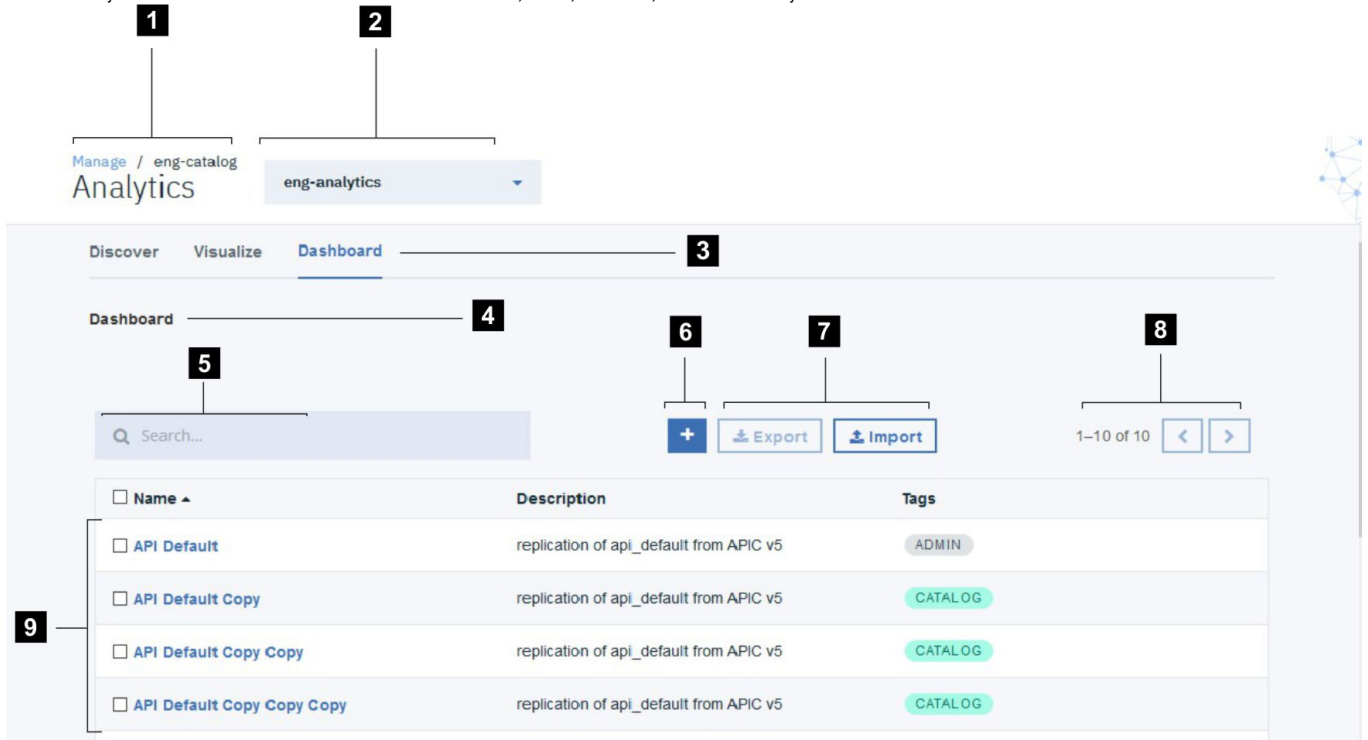 1 2
Manage / eng-catalog
Analytics
eng-analytics
Discover Visualize Dashboard 3
Dashboard 4
5 6 7 8
Search... + Export Import 1–10 of 10 < >
Name Description Tags
API Default replication of api_default from APIC v5 ADMIN
API Default Copy replication of api_default from APIC v5 CATALOG
9
API Default Copy Copy replication of api_default from APIC v5 CATALOG
API Default Copy Copy Copy replication of api_default from APIC v5 CATALOG